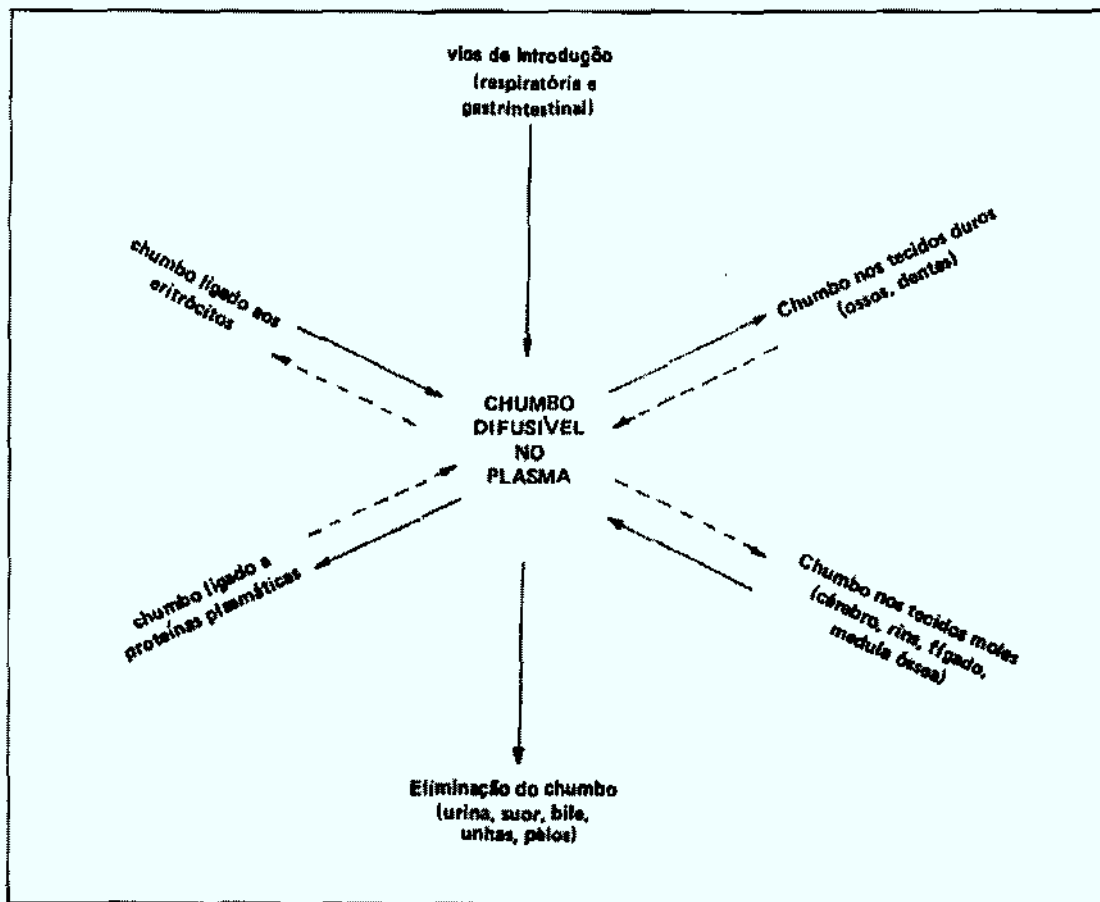 vias de introdução
(respiratória e
gastrintestinal)
chumbo ligado aos
eritrócitos
Chumbo nos tecidos duros
(ossos, dentes)
CHUMBO
DIFUSÍVEL
NO
PLASMA
chumbo ligado a
proteínas plasmáticas
Chumbo nos tecidos moles
(cérebro, rins, fígado,
medula óssea)
Eliminação do chumbo
(urina, suor, bile,
unhas, pêlos)